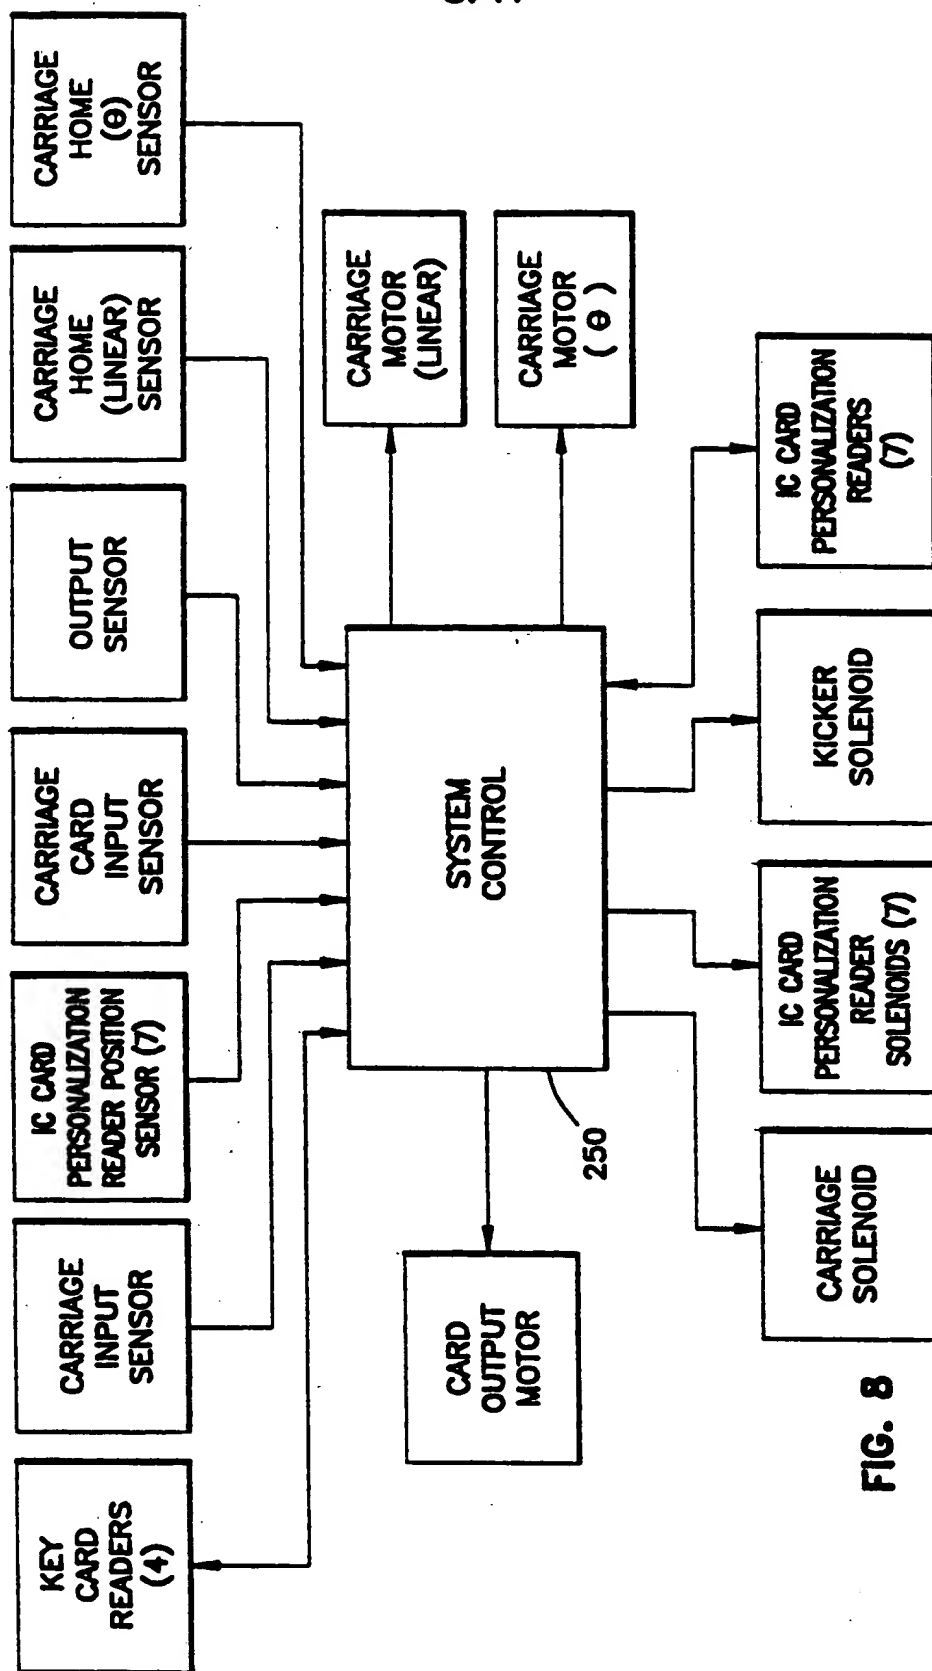 KEY
CARD
READERS
(4)
CARRIAGE
INPUT
SENSOR
IC CARD
PERSONALIZATION
READER POSITION
SENSOR (7)
CARRIAGE
CARD
INPUT
SENSOR
OUTPUT
SENSOR
CARRIAGE
HOME
(LINEAR)
SENSOR
CARRIAGE
HOME
(θ)
SENSOR
CARD
OUTPUT
MOTOR
250
SYSTEM
CONTROL
CARRIAGE
MOTOR
(LINEAR)
CARRIAGE
MOTOR
( θ )
CARRIAGE
SOLENOID
IC CARD
PERSONALIZATION
READER
SOLENOIDS (7)
KICKER
SOLENOID
IC CARD
PERSONALIZATION
READERS
(7)
FIG. 8